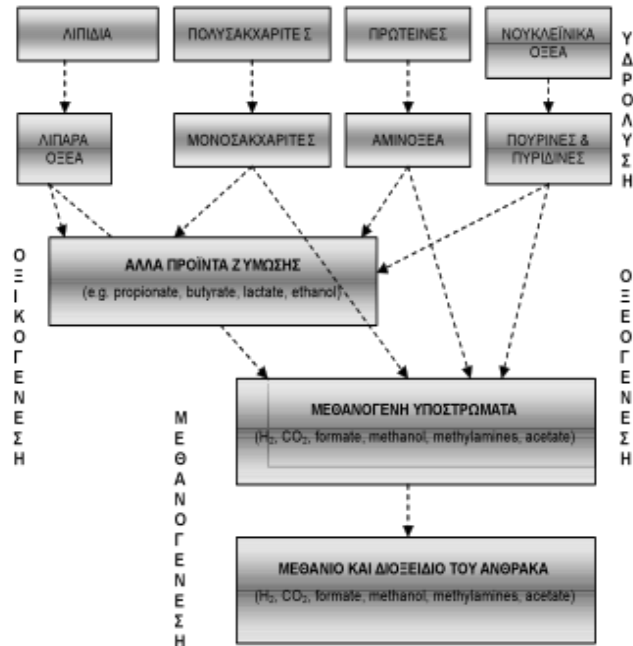 ΛΙΠΙΔΙΑ
ΠΟΛΥΣΑΚΧΑΡΙΤΕΣ
ΠΡΩΤΕΙΝΕΣ
ΝΟΥΚΛΕΪΝΙΚΑ
ΟΞΕΑ
ΥΔΡΟΛΥΣΗ
ΛΙΠΑΡΑ
ΟΞΕΑ
ΜΟΝΟΣΑΚΧΑΡΙΤΕΣ
ΑΜΙΝΟΞΕΑ
ΠΟΥΡΙΝΕΣ &
ΠΥΡΙΔΙΝΕΣ
ΟΞΙΚΟΓΕΝΕΣΗ
ΑΛΛΑ ΠΡΟΪΝΤΑ ΖΥΜΩΣΗΣ
(e.g. propionate, butyrate, lactate, ethanol)
ΟΞΕΟΓΕΝΕΣΗ
ΜΕΘΑΝΟΓΕΝΗ ΥΠΟΣΤΡΩΜΑΤΑ
(H₂, CO₂, formate, methanol, methylamines, acetate)
ΜΕΘΑΝΟΓΕΝΕΣΗ
ΜΕΘΑΝΙΟ ΚΑΙ ΔΙΟΞΕΙΔΙΟ ΤΟΥ ΑΝΘΡΑΚΑ
(H₂, CO₂, formate, methanol, methylamines, acetate)